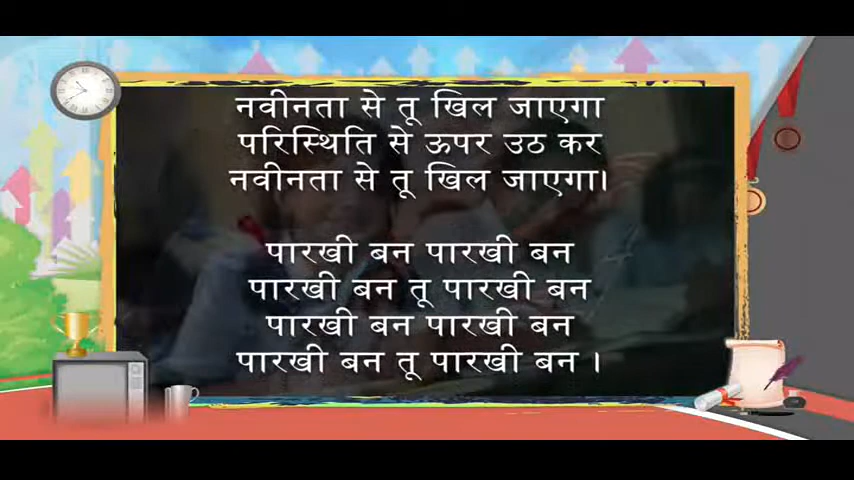 नवीनता से तू खिल जाएगा
परिस्थिति से ऊपर उठ कर
नवीनता से तू खिल जाएगा।
पारखी बन पारखी बन
पारखी बन तू पारखी बन
पारखी बन पारखी बन
पारखी बन तू पारखी बन ।